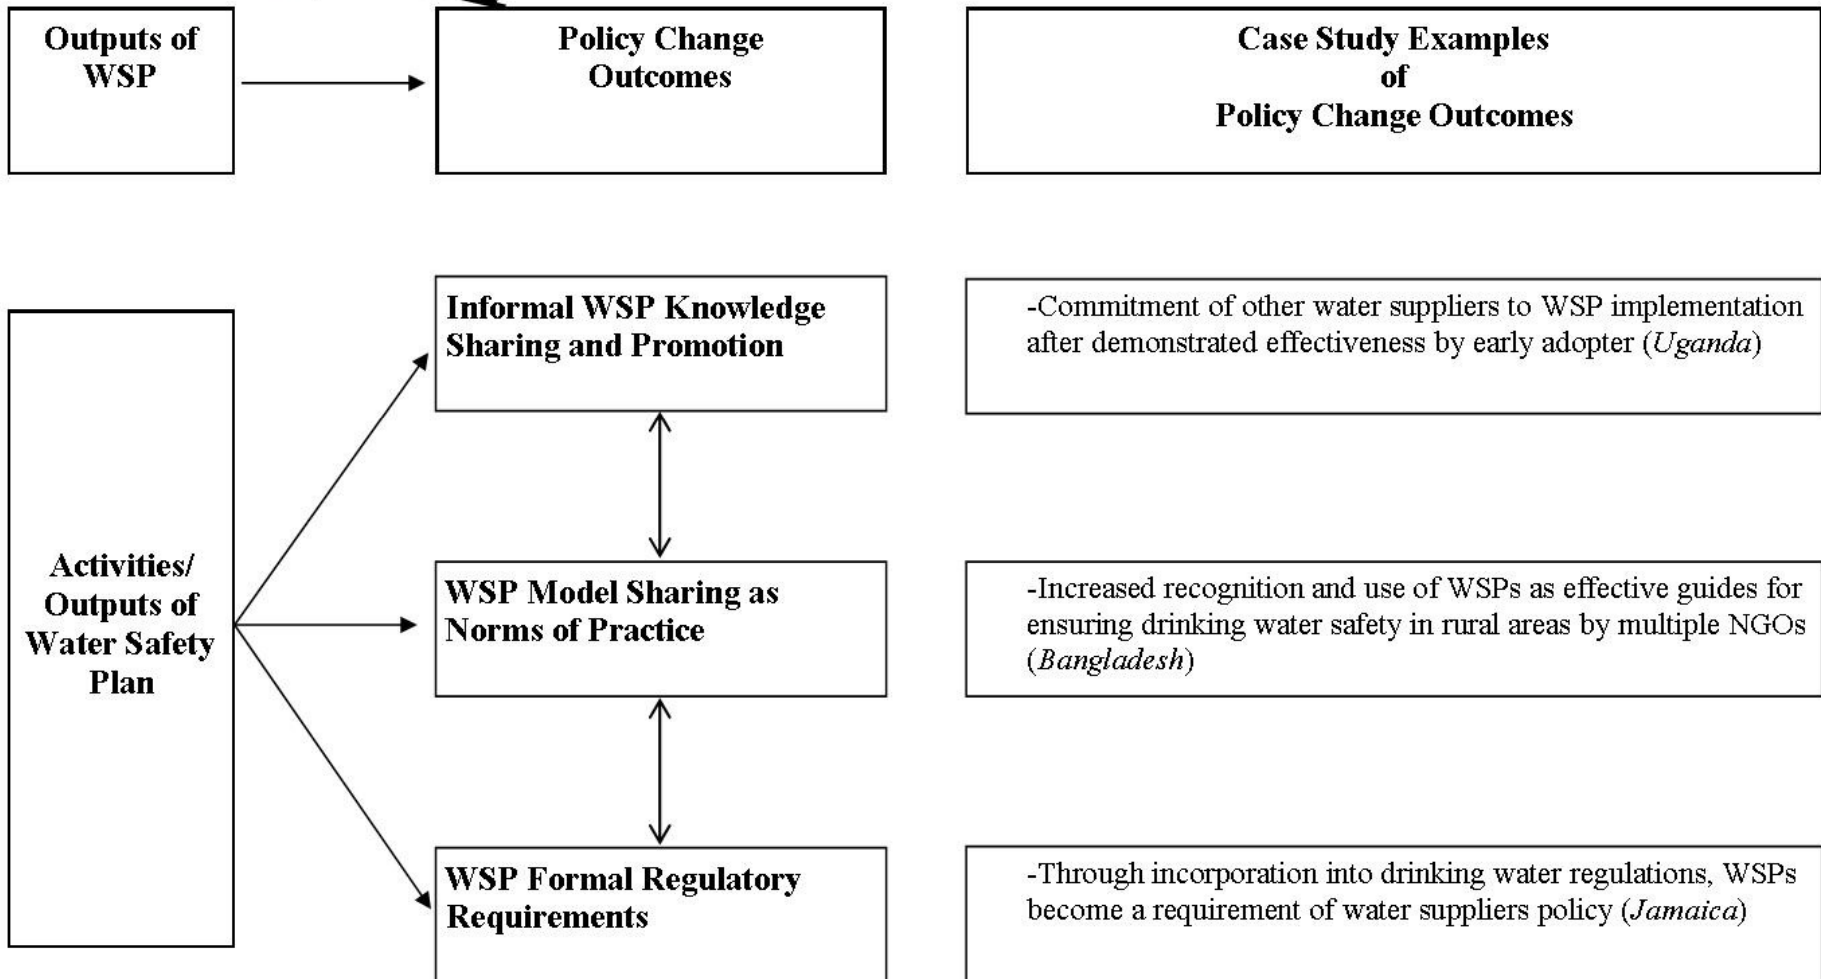 Outputs of
WSP
Policy Change
Outcomes
Case Study Examples
of
Policy Change Outcomes
Activities/
Outputs of
Water Safety
Plan
Informal WSP Knowledge
Sharing and Promotion
-Commitment of other water suppliers to WSP implementation
after demonstrated effectiveness by early adopter (Uganda)
WSP Model Sharing as
Norms of Practice
-Increased recognition and use of WSPs as effective guides for
ensuring drinking water safety in rural areas by multiple NGOs
(Bangladesh)
WSP Formal Regulatory
Requirements
-Through incorporation into drinking water regulations, WSPs
become a requirement of water suppliers policy (Jamaica)